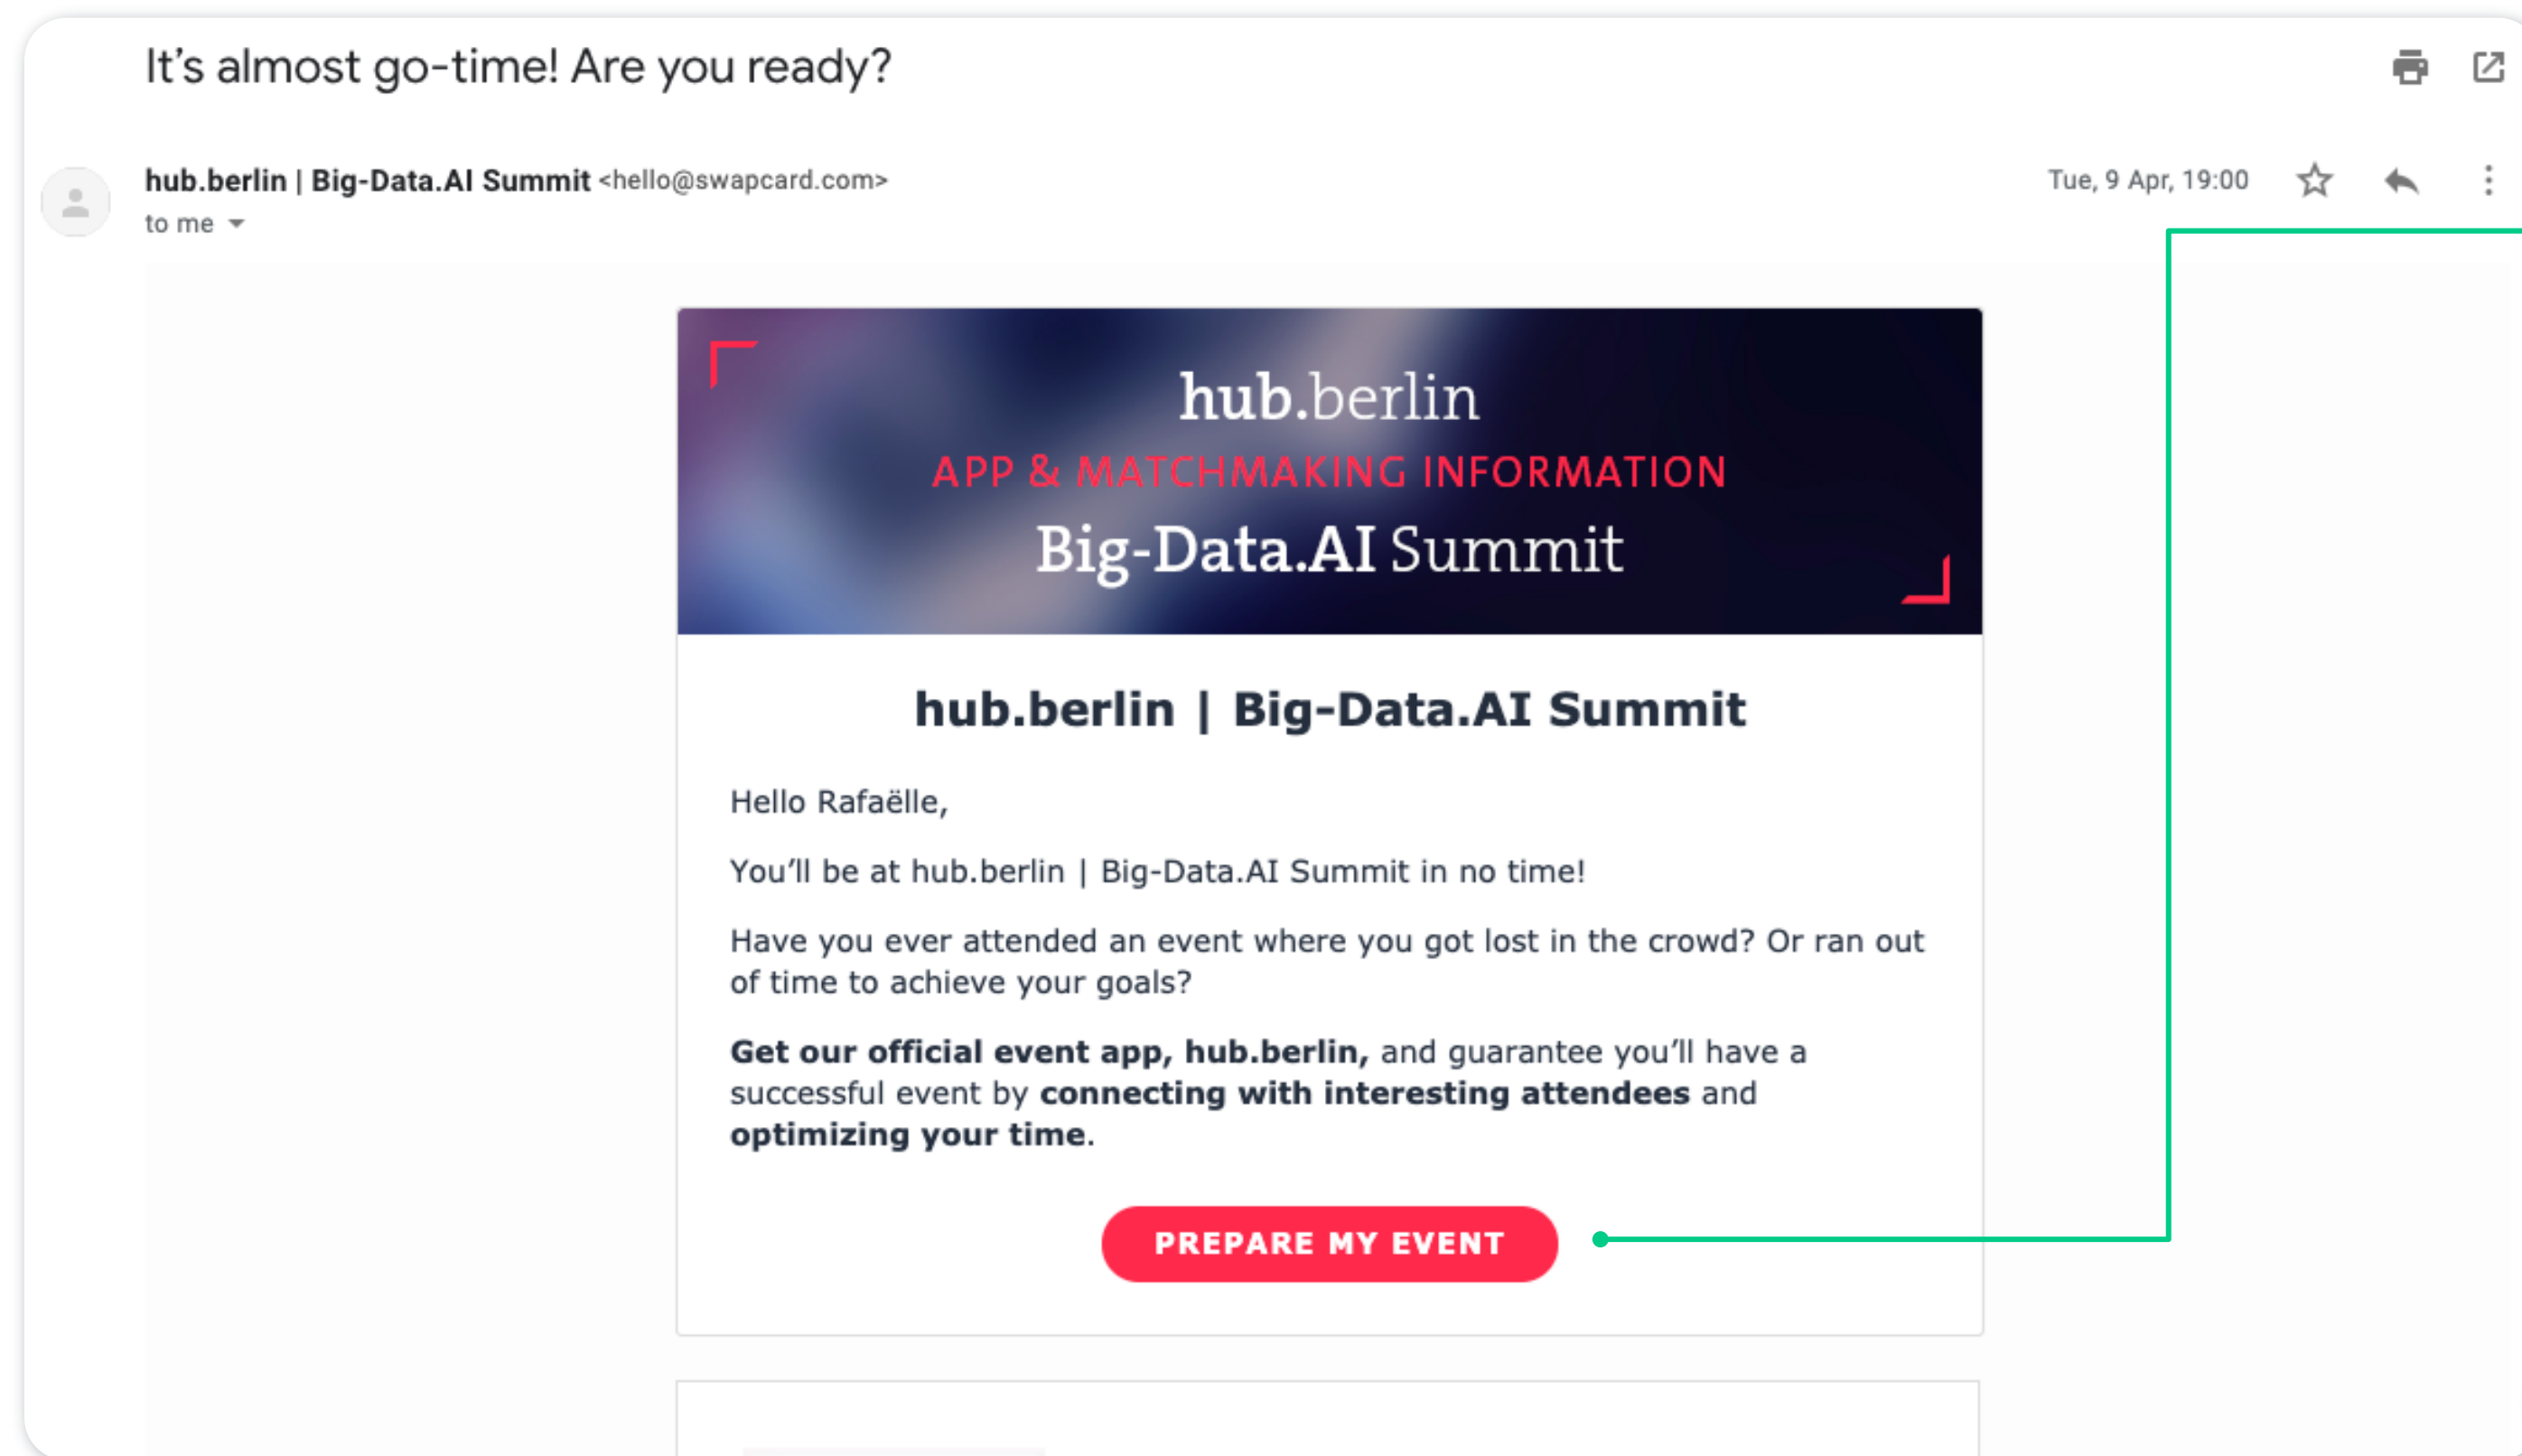 It’s almost go-time! Are you ready?
hub.berlin | Big-Data.AI Summit <hello@swapcard.com>
Tue, 9 Apr, 19:00
to me
hub.berlin
APP & MATCHMAKING INFORMATION
Big-Data.AI Summit
hub.berlin | Big-Data.AI Summit
Hello Rafaëlle,
You’ll be at hub.berlin | Big-Data.AI Summit in no time!
Have you ever attended an event where you got lost in the crowd? Or ran out
of time to achieve your goals?
Get our official event app, hub.berlin, and guarantee you’ll have a
successful event by connecting with interesting attendees and
optimizing your time.
PREPARE MY EVENT